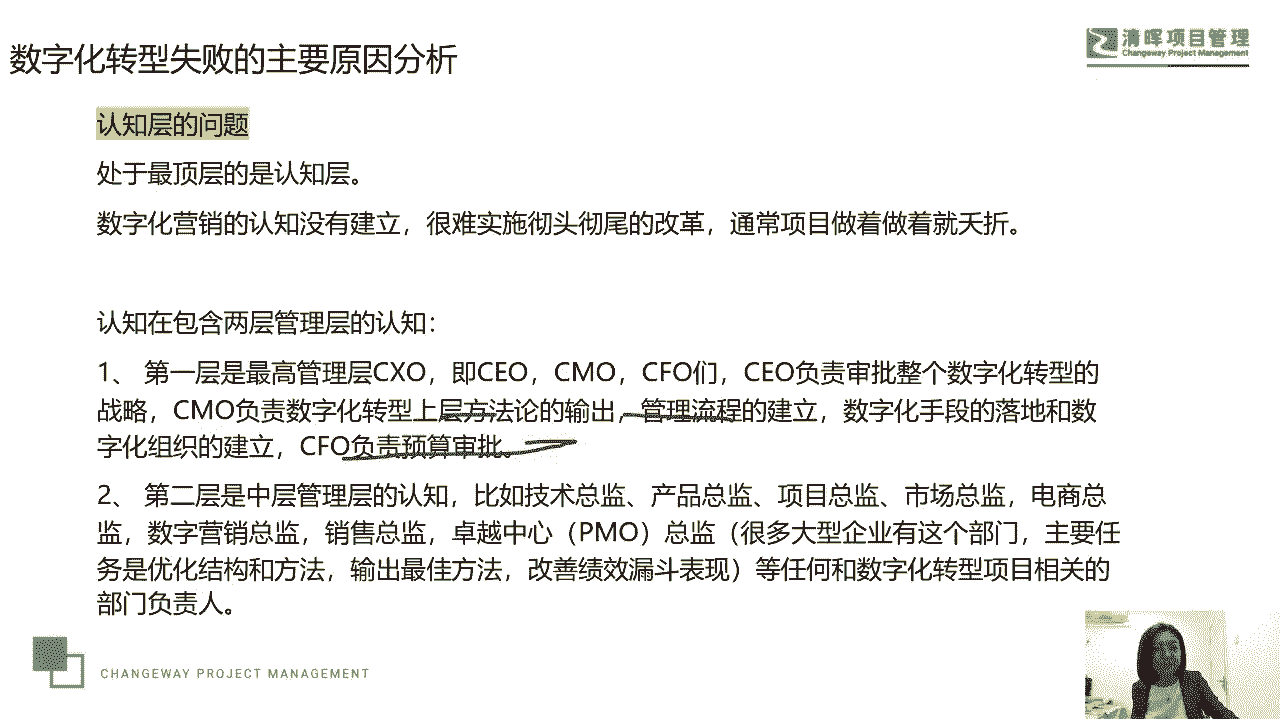 数字化转型失败的主要原因分析
清晖项目管理
Changeway Project Management
认知层的问题
处于最顶层的是认知层。
数字化营销的认知没有建立，很难实施彻头彻尾的改革，通常项目做着做着就夭折。
认知在包含两层管理层的认知：
1、 第一层是最高管理层CXO，即CEO，CMO，CFO们，CEO负责审批整个数字化转型的
战略，CMO负责数字化转型上层方法论的输出，管理流程的建立，数字化手段的落地和数
字化组织的建立，CFO负责预算审批。
2、 第二层是中层管理层的认知，比如技术总监、产品总监、项目总监、市场总监，电商总
监，数字营销总监，销售总监，卓越中心（PMO）总监（很多大型企业有这个部门，主要任
务是优化结构和方法，输出最佳方法，改善绩效漏斗表现）等任何和数字化转型项目相关的
部门负责人。
CHANGEWAY PROJECT MANAGEMENT